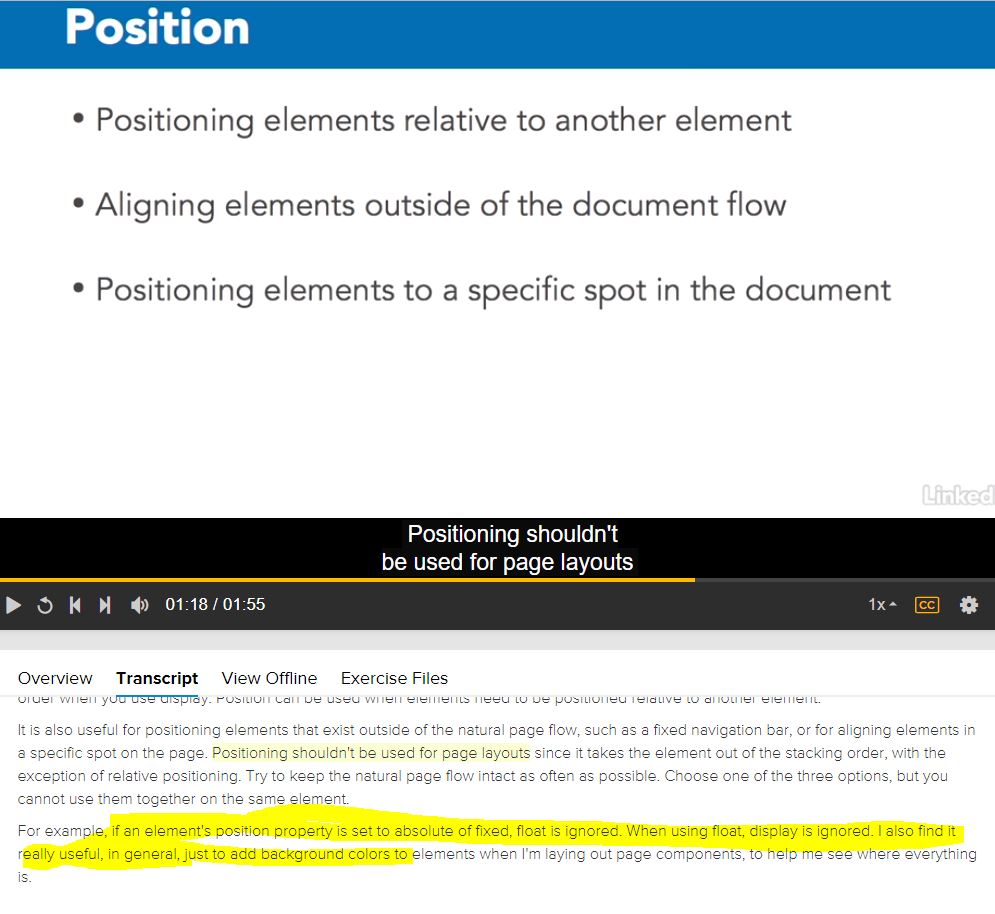 Position
• Positioning elements relative to another element
• Aligning elements outside of the document flow
• Positioning elements to a specific spot in the document
Linked
Positioning shouldn't
be used for page layouts
01:18 / 01:55
1x
CC
Overview Transcript View Offline Exercise Files
order when you use display. Position can be used when elements need to be positioned relative to another element.
It is also useful for positioning elements that exist outside of the natural page flow, such as a fixed navigation bar, or for aligning elements in
a specific spot on the page. Positioning shouldn't be used for page layouts since it takes the element out of the stacking order, with the
exception of relative positioning. Try to keep the natural page flow intact as often as possible. Choose one of the three options, but you
cannot use them together on the same element.
For example, if an element's position property is set to absolute of fixed, float is ignored. When using float, display is ignored. I also find it
really useful, in general, just to add background colors to elements when I'm laying out page components, to help me see where everything
is.